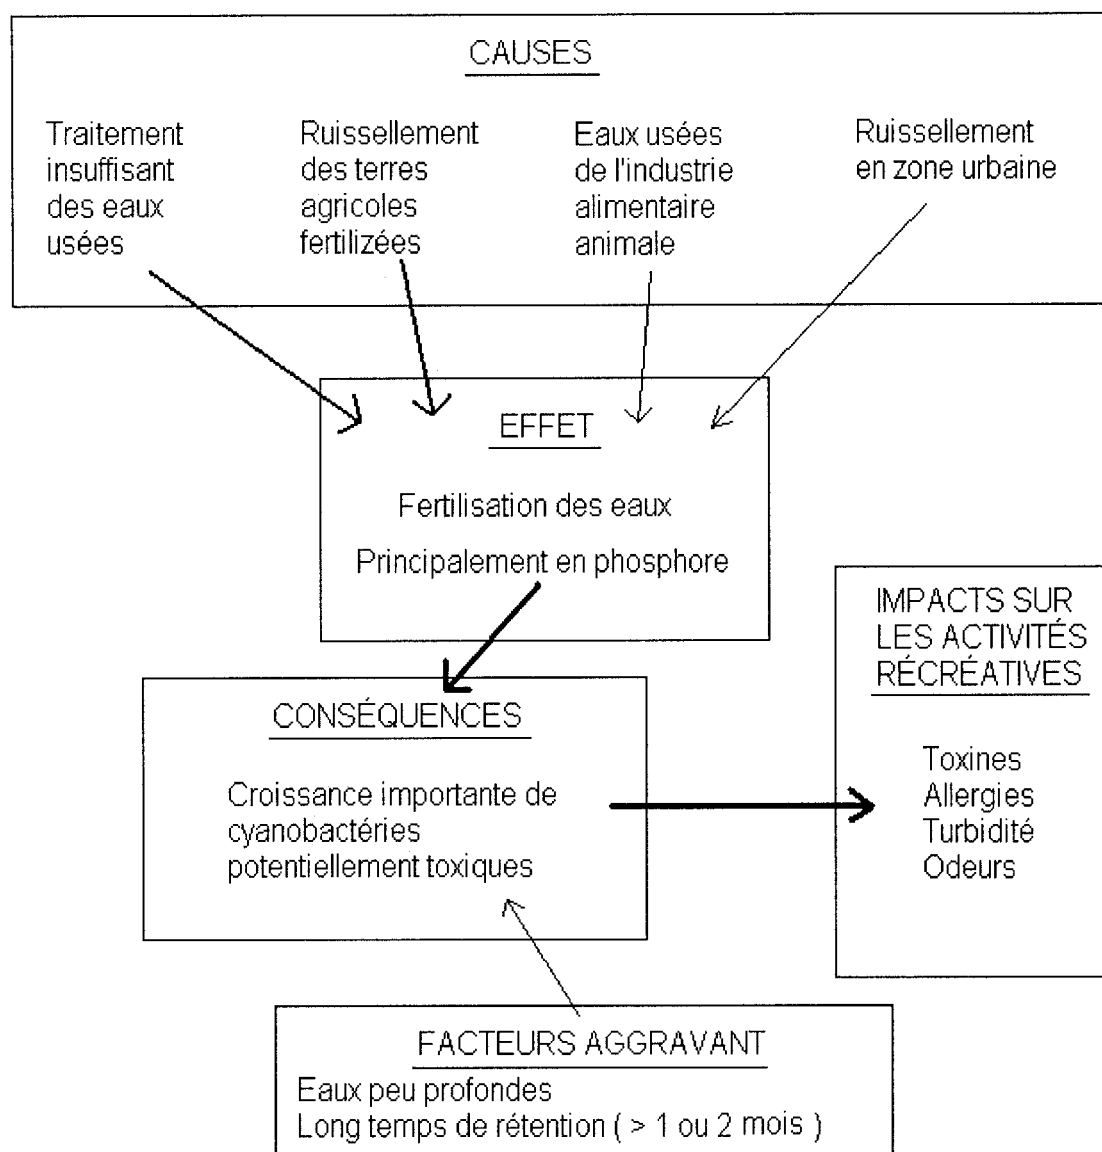 CAUSES
Traitement
insuffisant
des eaux
usées
Ruissellement
des terres
agricoles
fertilizées
Eaux usées
de l'industrie
alimentaire
animale
Ruissellement
en zone urbaine
EFFET
Fertilisation des eaux
Principalement en phosphore
CONSÉQUENCES
Croissance importante de
cyanobactéries
potentiellement toxiques
IMPACTS SUR
LES ACTIVITÉS
RÉCRÉATIVES
Toxines
Allergies
Turbidité
Odeurs
FACTEURS AGGRAVANT
Eaux peu profondes
Long temps de rétention ( > 1 ou 2 mois )